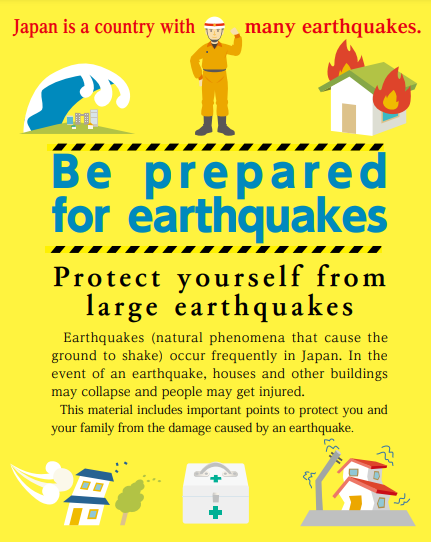 Japan is a country with many earthquakes.
Be prepared
for earthquakes
Protect yourself from
large earthquakes
Earthquakes (natural phenomena that cause the
ground to shake) occur frequently in Japan. In the
event of an earthquake, houses and other buildings
may collapse and people may get injured.
This material includes important points to protect you and
your family from the damage caused by an earthquake.